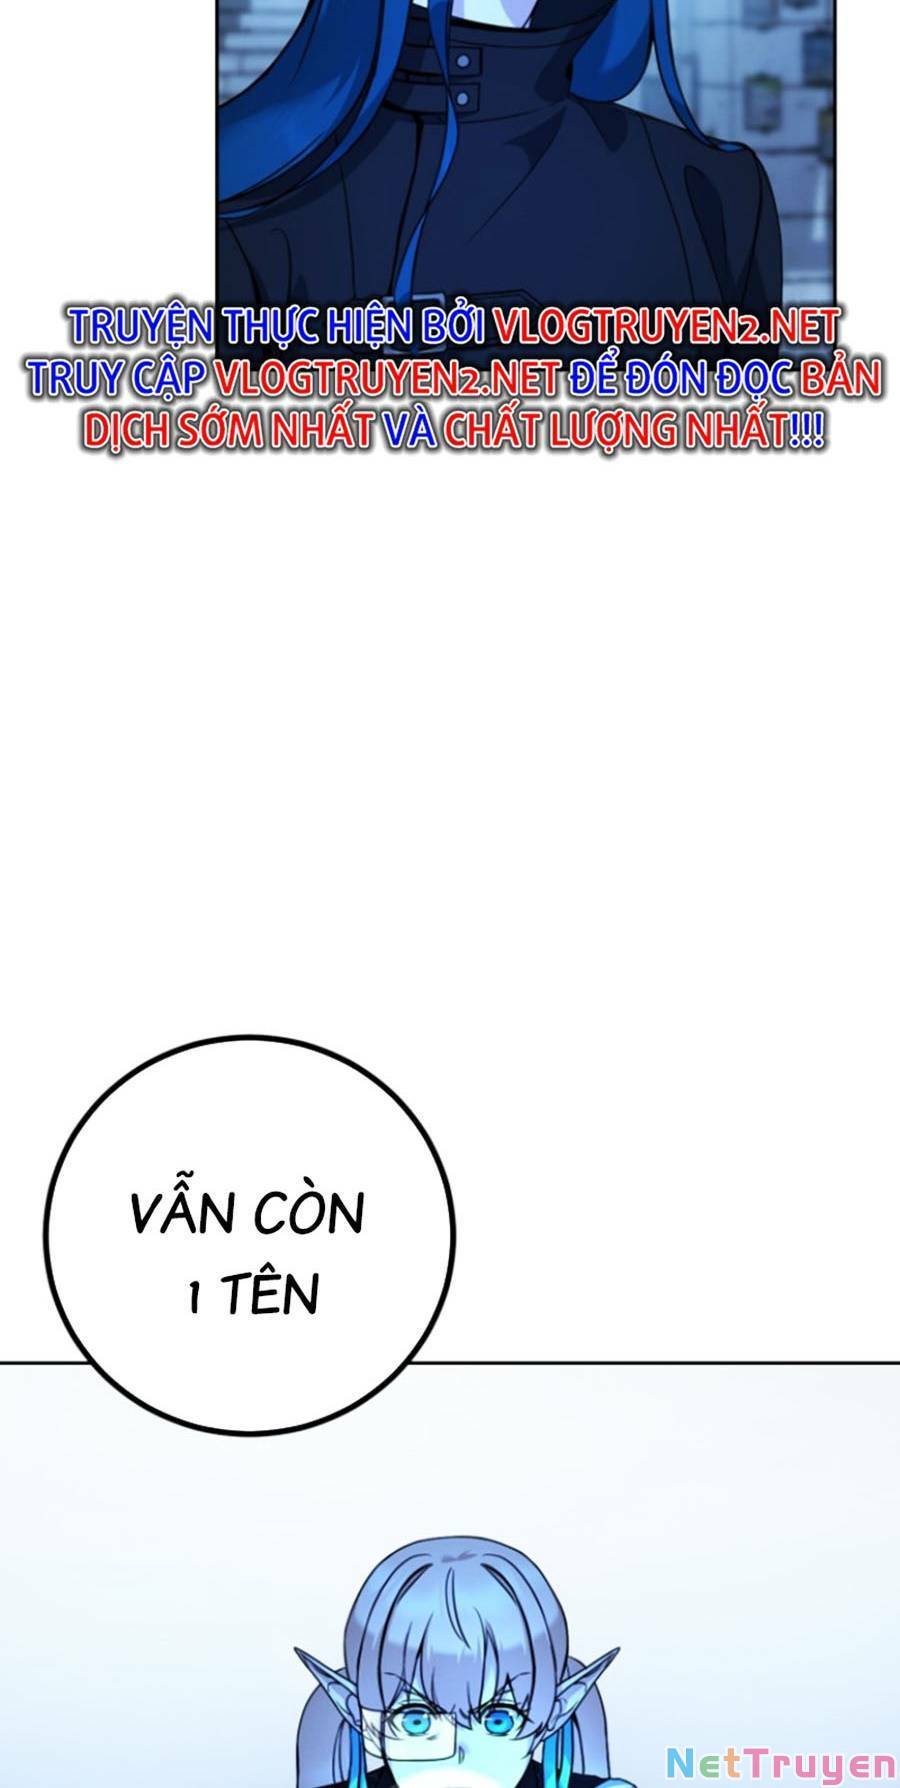 TRUYỆN THỰC HIỆN BỞI VLOGTRUYEN2.NET
TRUY CẬP VLOGTRUYEN2.NET ĐỂ ĐÓN ĐỌC BẢN
DỊCH SỚM NHẤT VÀ CHẤT LƯỢNG NHẤT!!!
VẪN CÒN
1 TÊN
NetTruyen